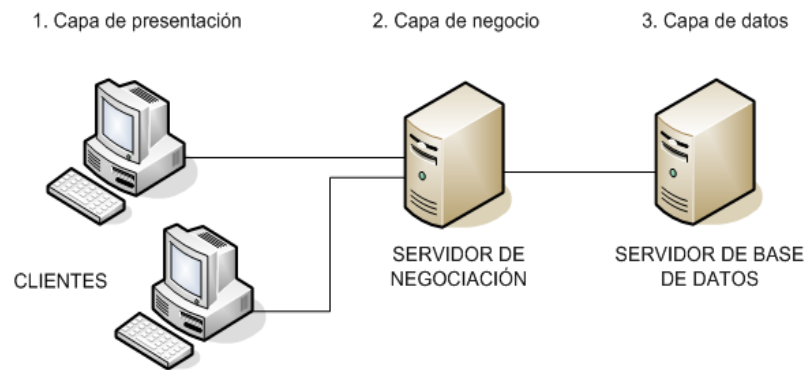 1. Capa de presentación
2. Capa de negocio
3. Capa de datos
CLIENTES
SERVIDOR DE
NEGOCIACIÓN
SERVIDOR DE BASE
DE DATOS